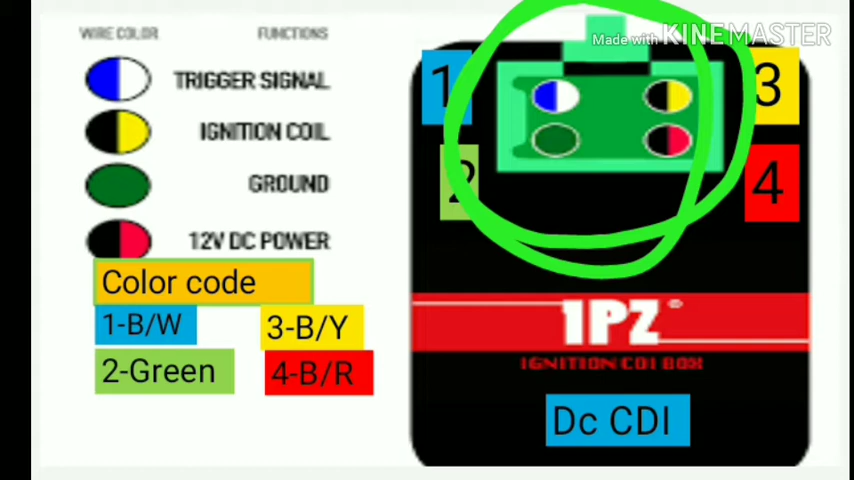 WIRE COLOR
FUNCTIONS
TRIGGER SIGNAL
IGNITION COIL
GROUND
12V DC POWER
Color code
1-B/W
3-B/Y
2-Green
4-B/R
Made with KINEMASTER
1
3
2
4
1PZ®
IGNITION CDI BOX
Dc CDI